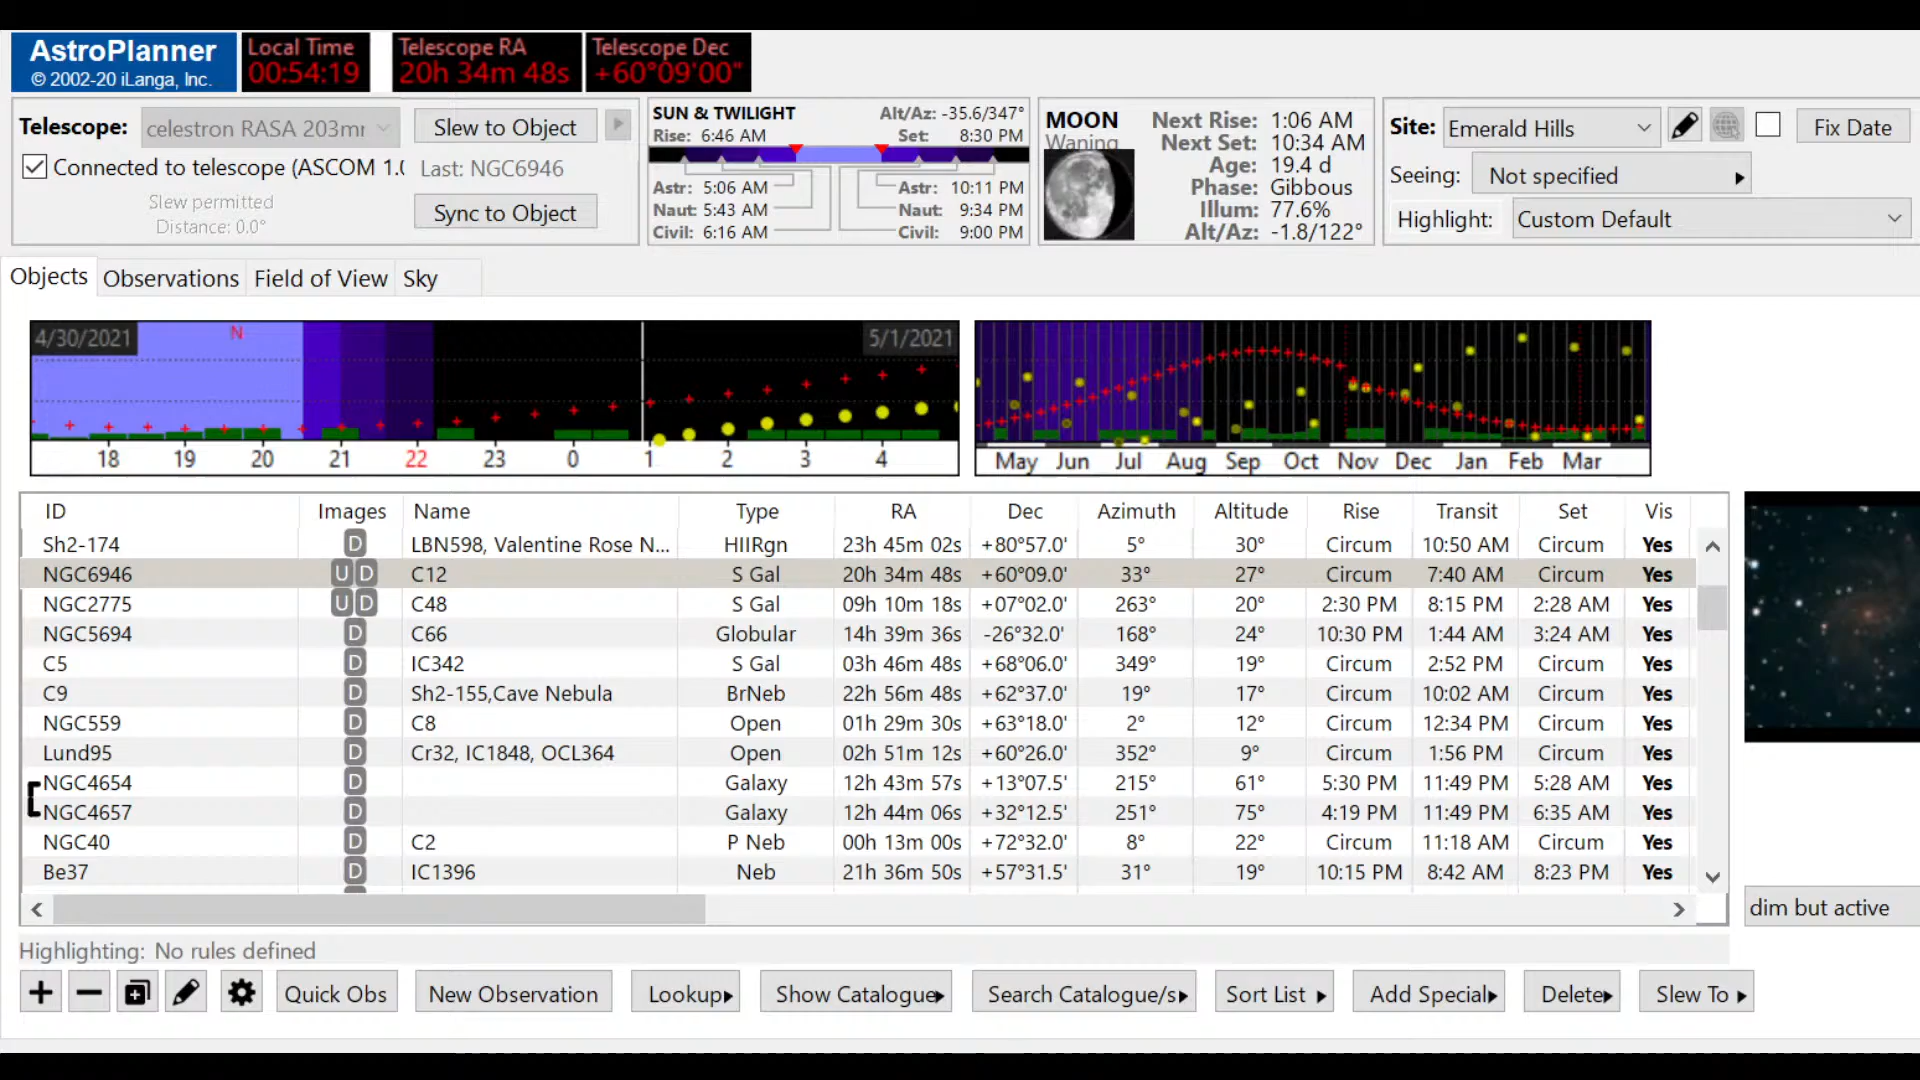 AstroPlanner
© 2002-20 iLanga, Inc.
Local Time
00:54:19
Telescope RA
20h 34m 48s
Telescope Dec
+60°09'00"
Telescope: celestron RASA 203mr Slew to Object
Connected to telescope (ASCOM 1.0 Last: NGC6946
Slew permitted
Distance: 0.0°
Sync to Object
SUN & TWILIGHT Alt/Az: -35.6/347°
Rise: 6:46 AM Set: 8:30 PM
Astr: 5:06 AM Astr: 10:11 PM
Naut: 5:43 AM Naut: 9:34 PM
Civil: 6:16 AM Civil: 9:00 PM
MOON
Waning
Next Rise: 1:06 AM
Next Set: 10:34 AM
Age: 19.4 d
Phase: Gibbous
Illum: 77.6%
Alt/Az: -1.8/122°
Site: Emerald Hills Fix Date
Seeing: Not specified
Highlight: Custom Default
Objects Observations Field of View Sky
4/30/2021 N 5/1/2021
18 19 20 21 22 23 0 1 2 3 4
May Jun Jul Aug Sep Oct Nov Dec Jan Feb Mar
ID Images Name Type RA Dec Azimuth Altitude Rise Transit Set Vis
Sh2-174 D LBN598, Valentine Rose N... HIIRgn 23h 45m 02s +80°57.0' 5° 30° Circum 10:50 AM Circum Yes
NGC6946 U D C12 S Gal 20h 34m 48s +60°09.0' 33° 27° Circum 7:40 AM Circum Yes
NGC2775 U D C48 S Gal 09h 10m 18s +07°02.0' 263° 20° 2:30 PM 8:15 PM 2:28 AM Yes
NGC5694 D C66 Globular 14h 39m 36s -26°32.0' 168° 24° 10:30 PM 1:44 AM 3:24 AM Yes
C5 D IC342 S Gal 03h 46m 48s +68°06.0' 349° 19° Circum 2:52 PM Circum Yes
C9 D Sh2-155,Cave Nebula BrNeb 22h 56m 48s +62°37.0' 19° 17° Circum 10:02 AM Circum Yes
NGC559 D C8 Open 01h 29m 30s +63°18.0' 2° 12° Circum 12:34 PM Circum Yes
Lund95 D Cr32, IC1848, OCL364 Open 02h 51m 12s +60°26.0' 352° 9° Circum 1:56 PM Circum Yes
NGC4654 D Galaxy 12h 43m 57s +13°07.5' 215° 61° 5:30 PM 11:49 PM 5:28 AM Yes
NGC4657 D Galaxy 12h 44m 06s +32°12.5' 251° 75° 4:19 PM 11:49 PM 6:35 AM Yes
NGC40 D C2 P Neb 00h 13m 00s +72°32.0' 8° 22° Circum 11:18 AM Circum Yes
Be37 D IC1396 Neb 21h 36m 50s +57°31.5' 31° 19° 10:15 PM 8:42 AM 8:23 PM Yes
dim but active
Highlighting: No rules defined
Quick Obs New Observation Lookup Show Catalogue Search Catalogue/s Sort List Add Special Delete Slew To